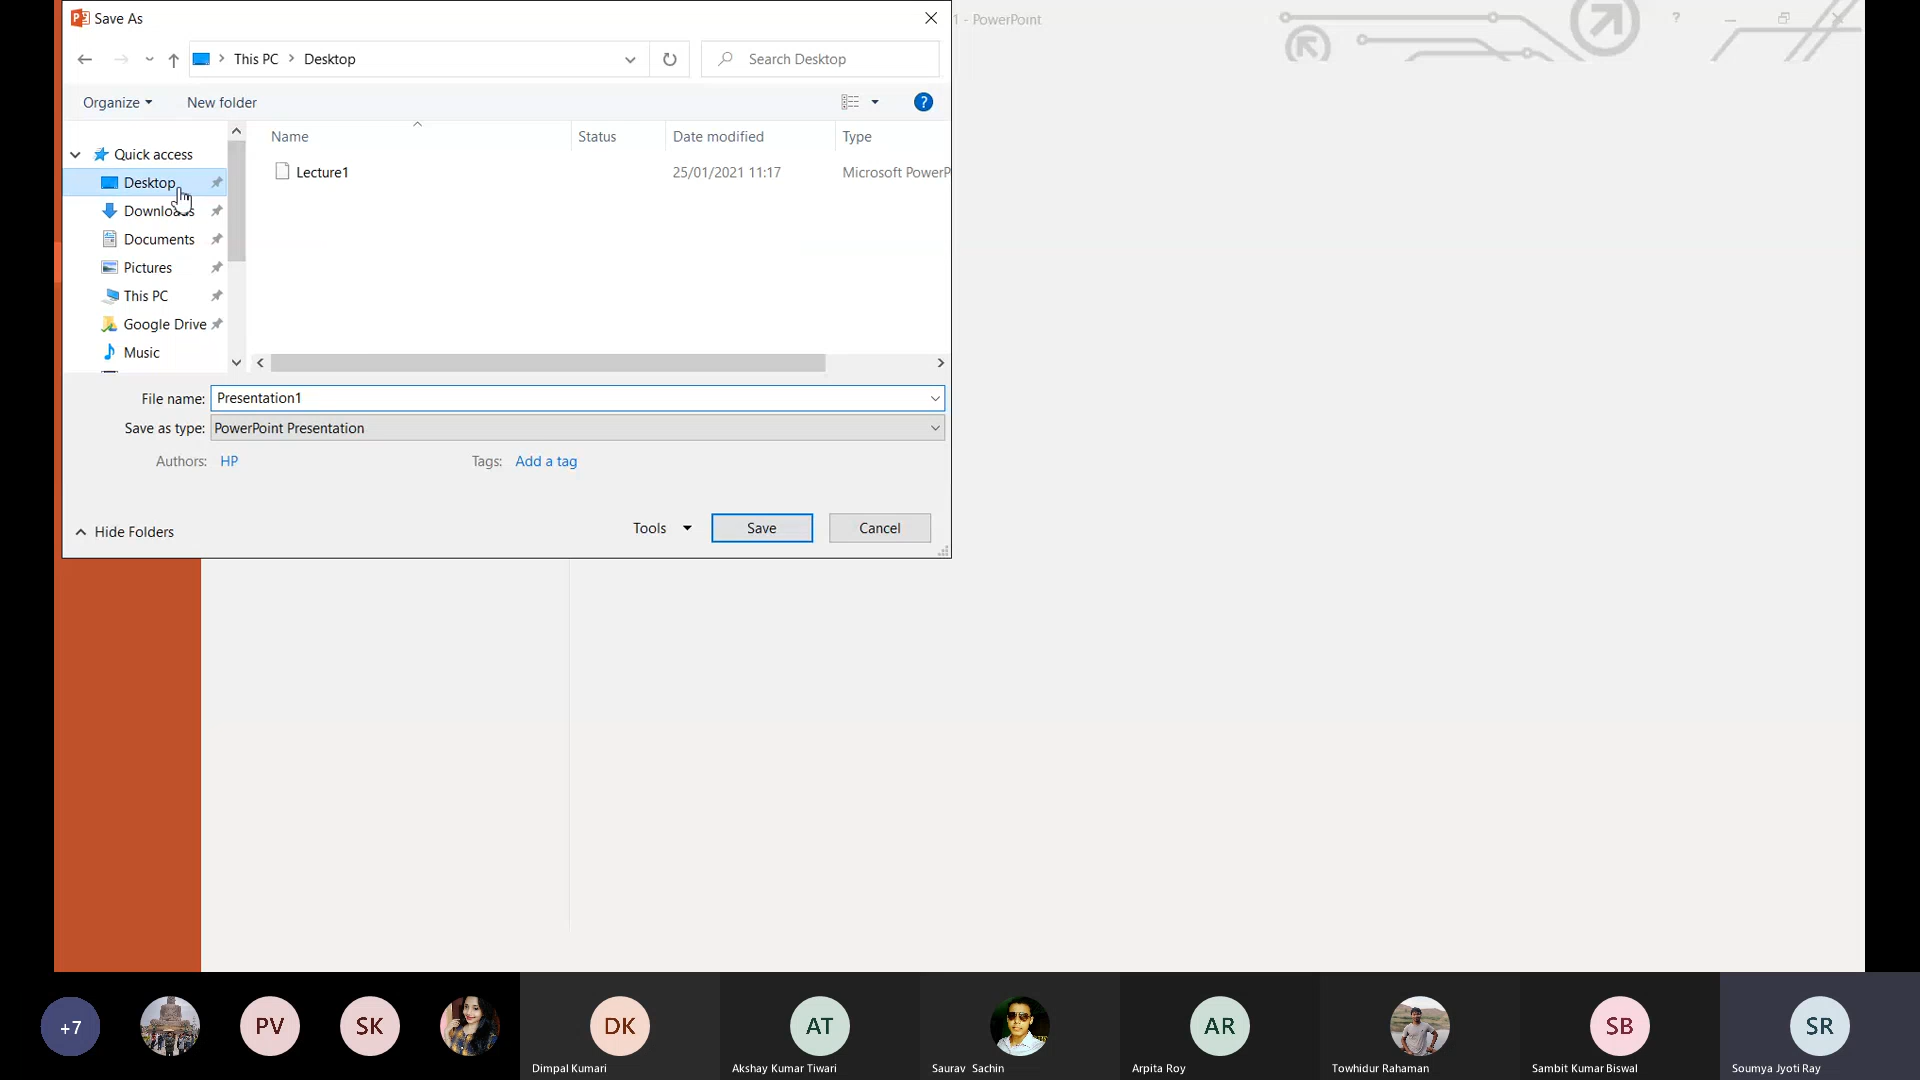 Save As
1 - PowerPoint
?
This PC > Desktop
Search Desktop
Organize
New folder
?
Name
Status
Date modified
Type
Quick access
Desktop
Downloads
Documents
Pictures
This PC
Google Drive
Music
Lecture1
25/01/2021 11:17
Microsoft PowerP
File name:
Presentation1
Save as type:
PowerPoint Presentation
Authors:
HP
Tags:
Add a tag
Hide Folders
Tools
Save
Cancel
+7
PV
SK
DK
AT
AR
SB
SR
Dimpal Kumari
Akshay Kumar Tiwari
Saurav Sachin
Arpita Roy
Towhidur Rahaman
Sambit Kumar Biswal
Soumya Jyoti Ray